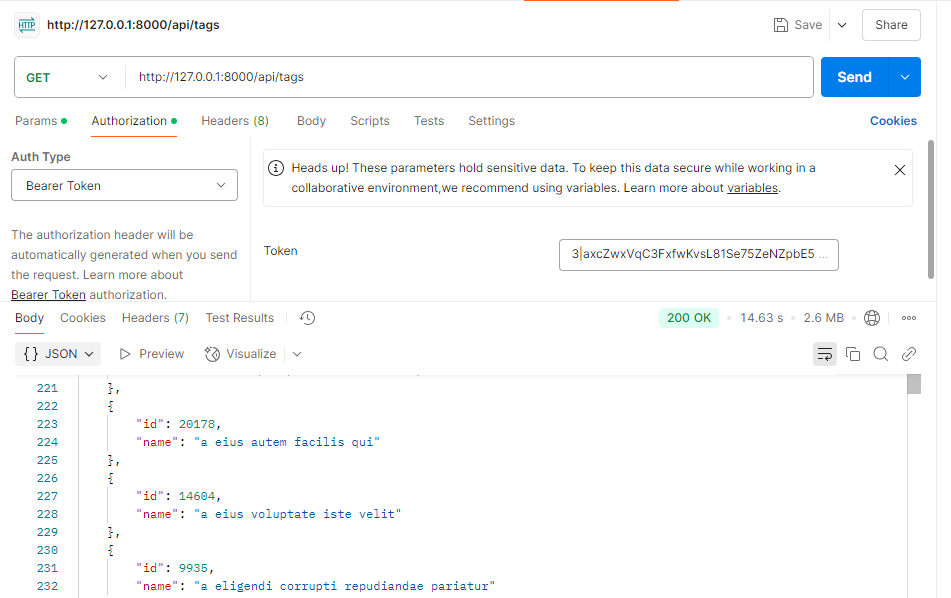 HTTP http://127.0.0.1:8000/api/tags Save Share
GET http://127.0.0.1:8000/api/tags Send
Params Authorization Headers (8) Body Scripts Tests Settings Cookies
Auth Type
Bearer Token
The authorization header will be
automatically generated when you send
the request. Learn more about
Bearer Token authorization.
Heads up! These parameters hold sensitive data. To keep this data secure while working in a
collaborative environment,we recommend using variables. Learn more about variables.
Token 3|axcZwxVqC3FxfwKvsL81Se75ZeNZpbE5 ...
Body Cookies Headers (7) Test Results 200 OK • 14.63 s • 2.6 MB
{} JSON Preview Visualize
221 },
222 {
223 "id": 20178,
224 "name": "a eius autem facilis qui"
225 },
226 {
227 "id": 14604,
228 "name": "a eius voluptate iste velit"
229 },
230 {
231 "id": 9935,
232 "name": "a eligendi corrupti repudiandae pariatur"